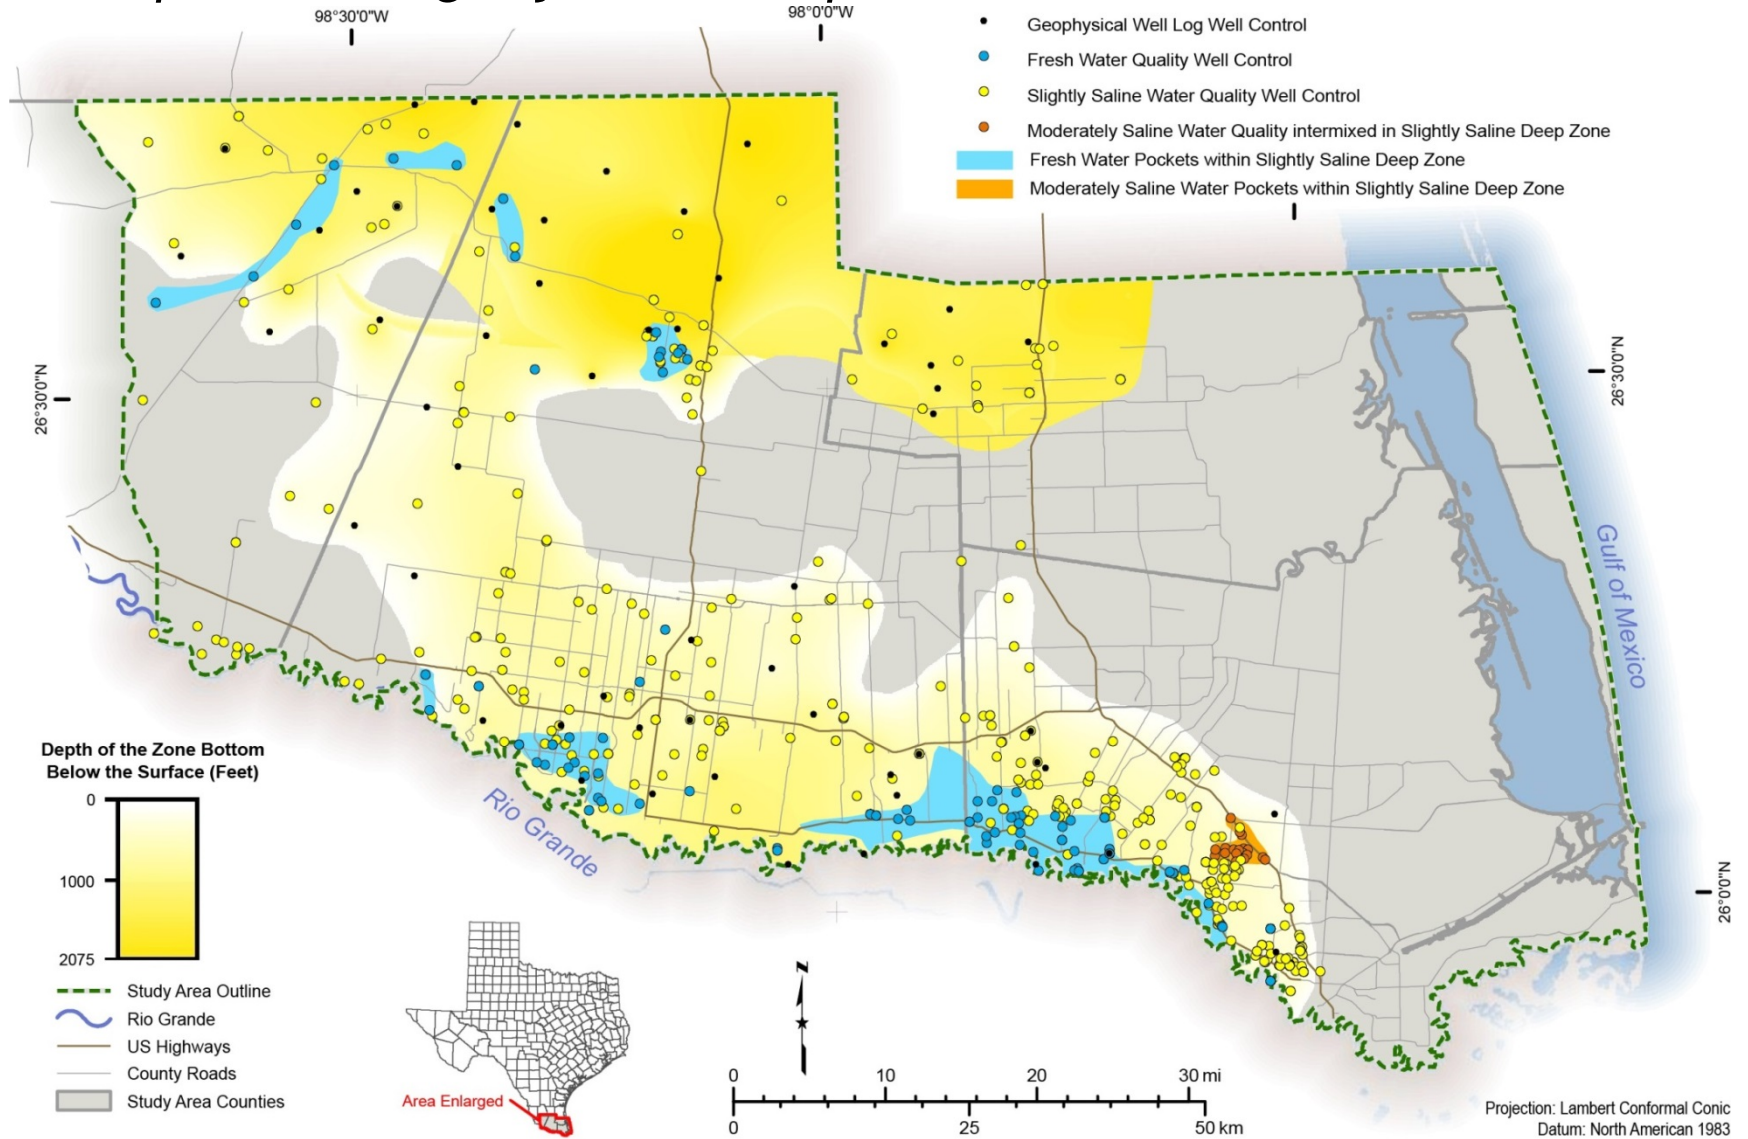 98°30'0"W
98°0'0"W
Geophysical Well Log Well Control
Fresh Water Quality Well Control
Slightly Saline Water Quality Well Control
Moderately Saline Water Quality intermixed in Slightly Saline Deep Zone
Fresh Water Pockets within Slightly Saline Deep Zone
Moderately Saline Water Pockets within Slightly Saline Deep Zone
26°30'0"N
26°30'0"N
Gulf of Mexico
Rio Grande
26°0'0"N
Depth of the Zone Bottom
Below the Surface (Feet)
0
1000
2075
Study Area Outline
Rio Grande
US Highways
County Roads
Study Area Counties
Area Enlarged
N
0 10 20 30 mi
0 25 50 km
Projection: Lambert Conformal Conic
Datum: North American 1983